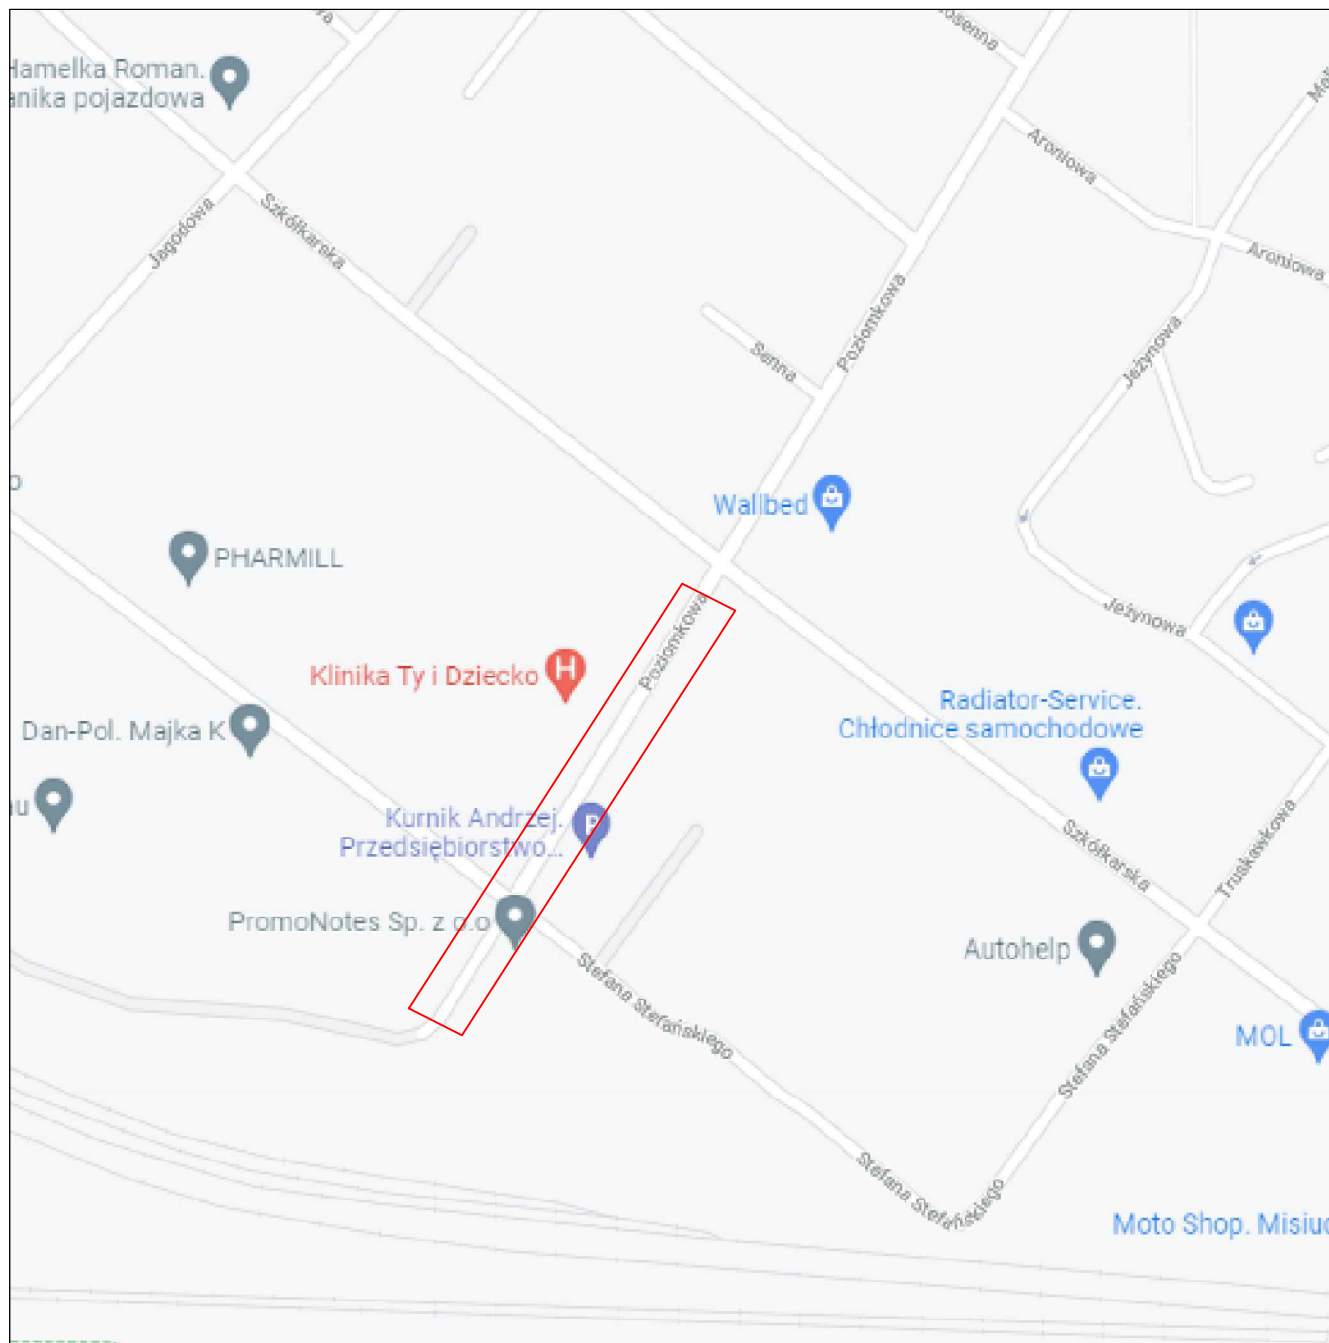 Hamelka Roman.
anika pojazdowa
Szkółkarska
Jagodowa
Aroniowa
Aroniowa
Poziomkowa
Senna
Jeżynowa
Wallbed
PHARMILL
Jeżynowa
Poziomkowa
Klinika Ty i Dziecko
H
Radiator-Service.
Chłodnice samochodowe
Dan-Pol. Majka K
Kurnik Andrzej.
Przedsiębiorstwo...
P
Szkółkarska
Truskawkowa
PromoNotes Sp. z o.o
Autohelp
Stefana Stefańskiego
Stefana Stefańskiego
MOL
Stefana Stefańskiego
Moto Shop. Misiu